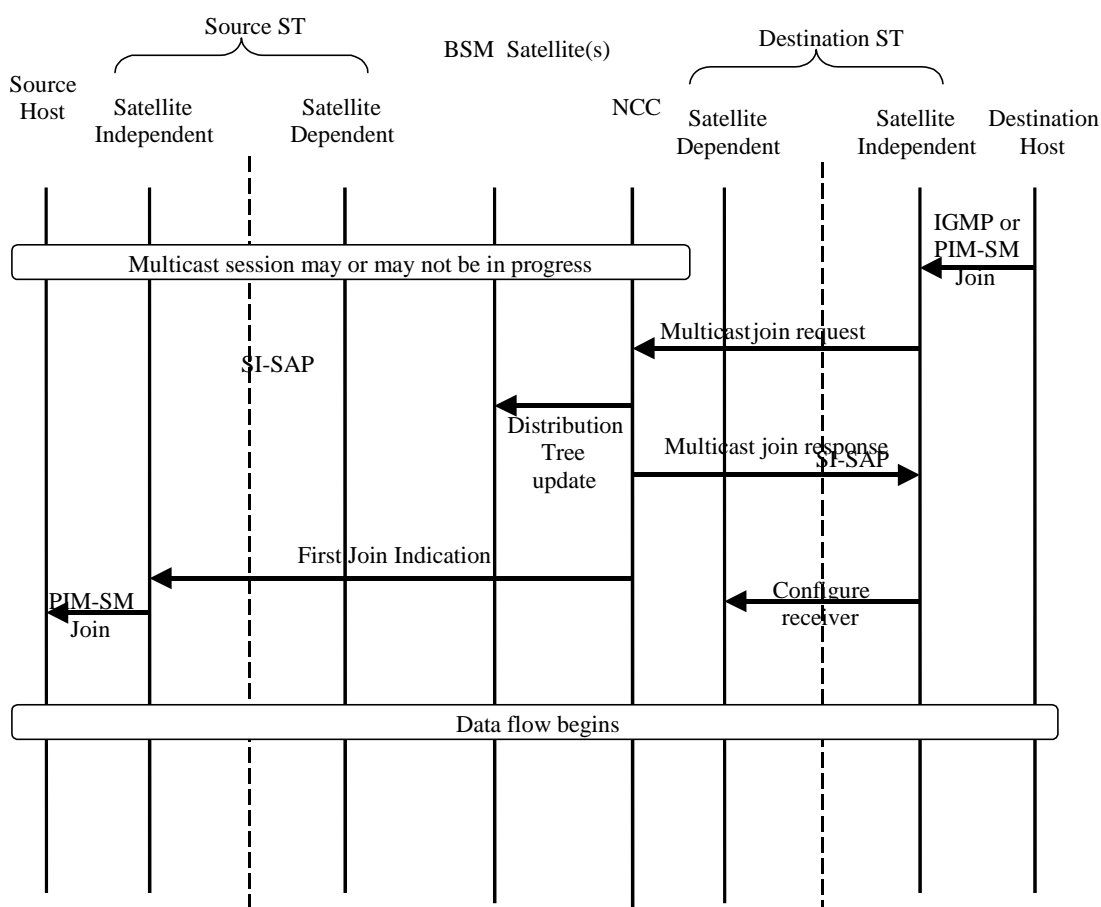 Source ST
BSM Satellite(s)
Destination ST
Source
Host
Satellite
Independent
Satellite
Dependent
NCC
Satellite
Dependent
Satellite
Independent
Destination
Host
IGMP or
PIM-SM
Join
Multicast session may or may not be in progress
Multicast join request
SI-SAP
Distribution
Tree
update
Multicast join response
SI-SAP
First Join Indication
PIM-SM
Join
Configure
receiver
Data flow begins